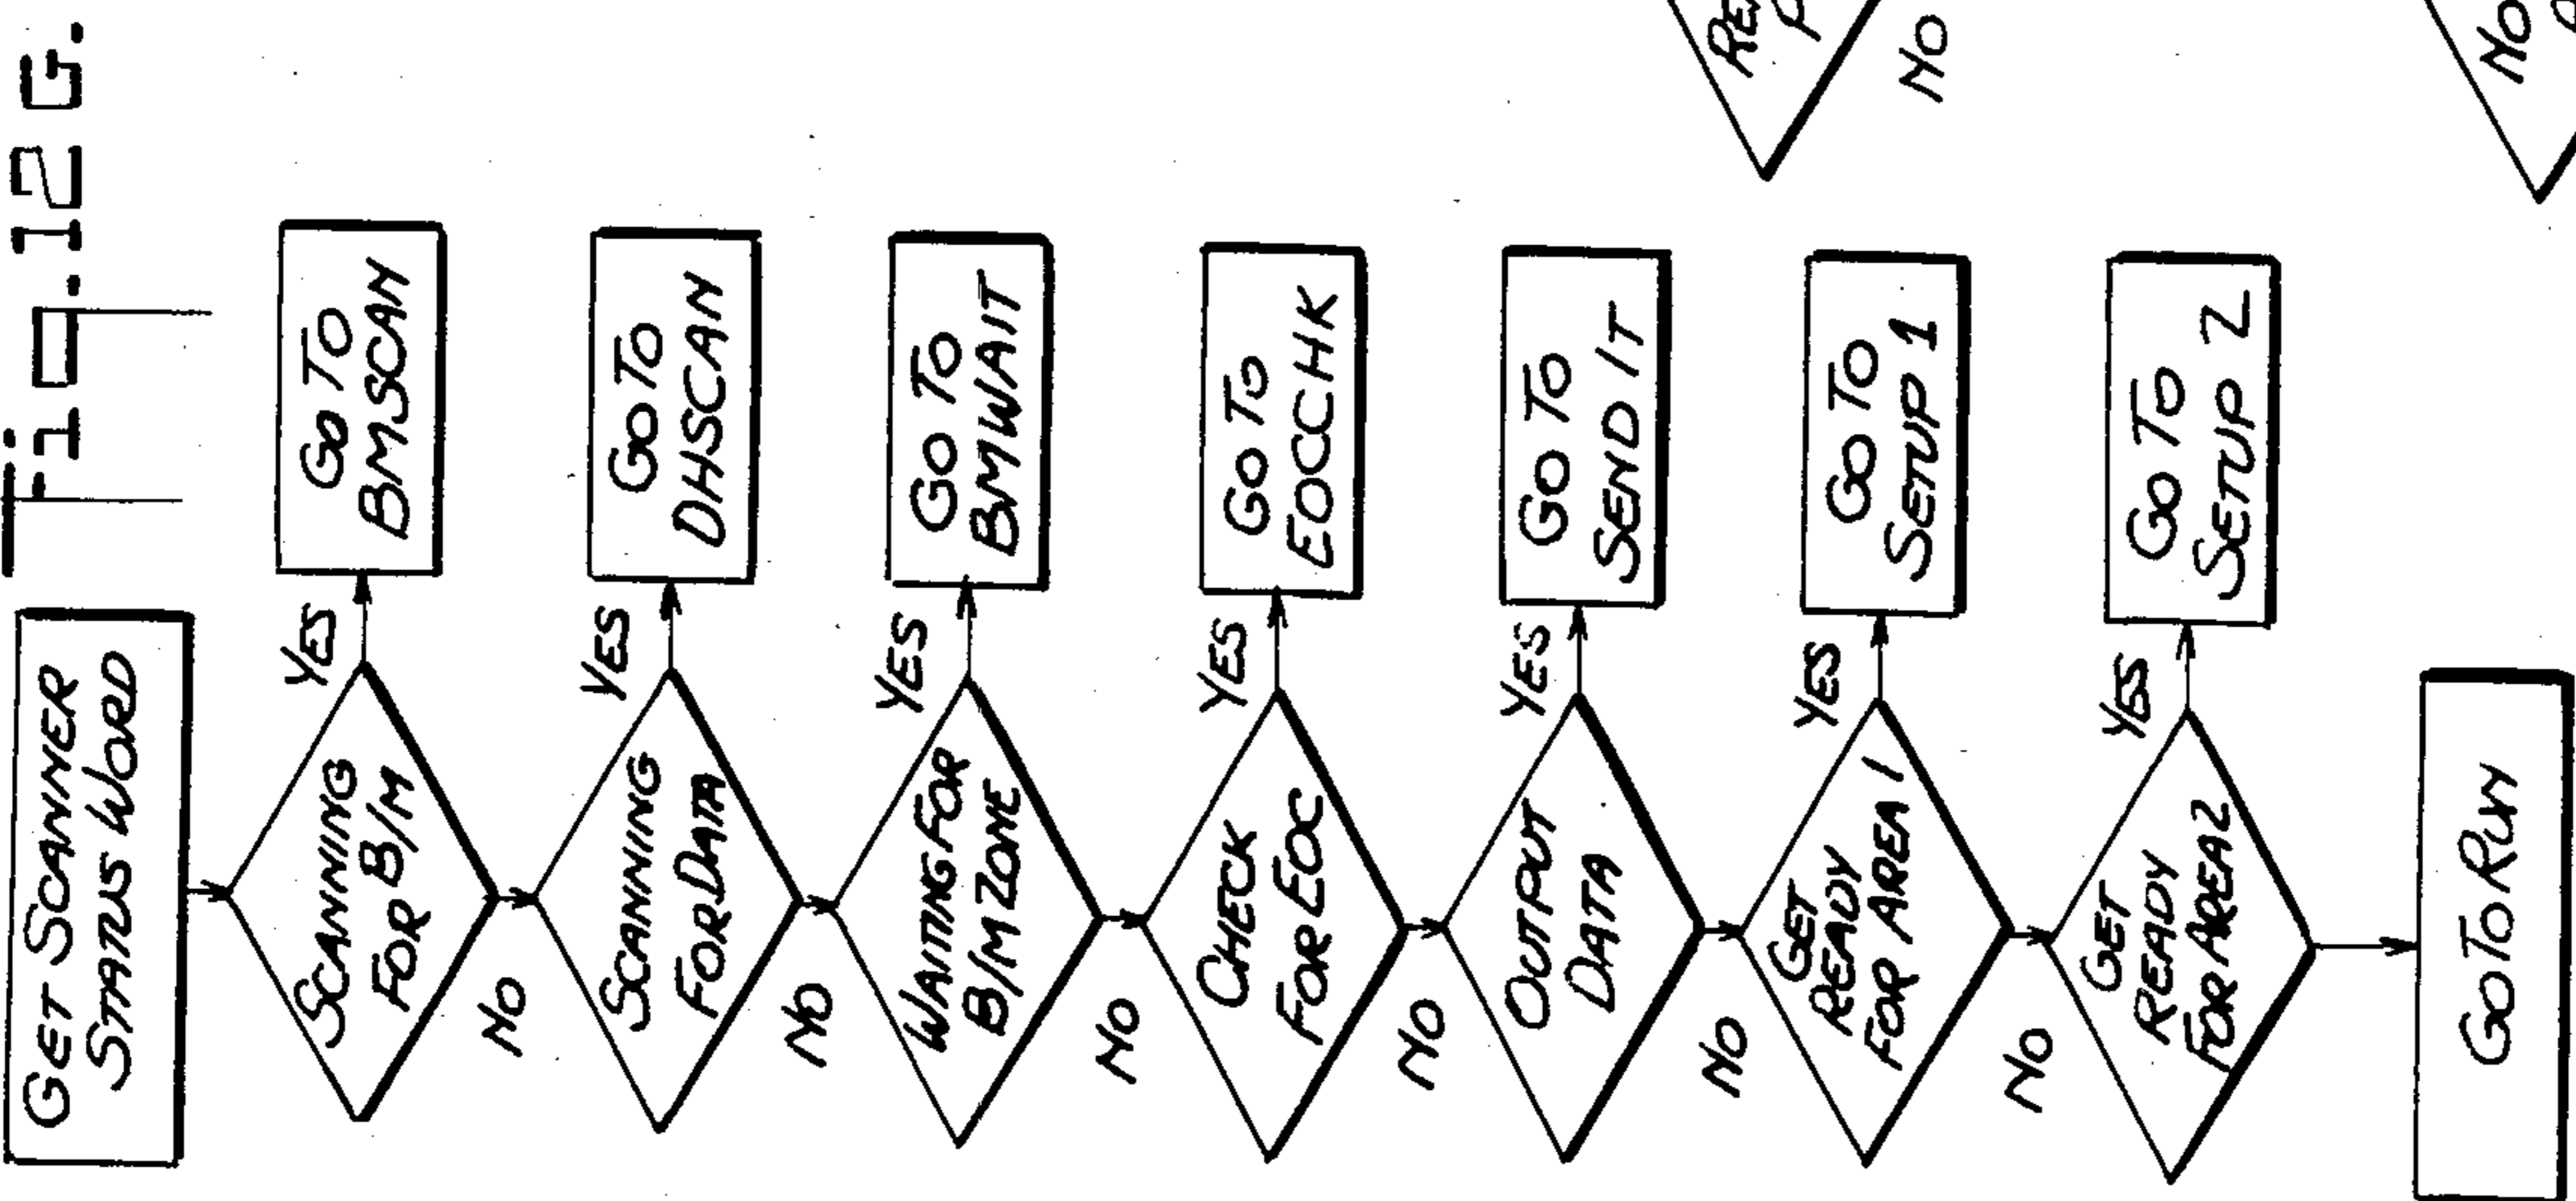 Fig. 12G.
GET SCANNER
STATUS WORD
SCANNING
FOR B/M
YES
GO TO
BMSCAN
NO
SCANNING
FOR DATA
YES
GO TO
DHSCAN
NO
WAITING FOR
B/M ZONE
YES
GO TO
BMWAIT
NO
CHECK
FOR EOC
YES
GO TO
EOCCHK
NO
OUTPUT
DATA
YES
GO TO
SEND IT
NO
GET
READY
FOR AREA 1
YES
GO TO
SETUP 1
NO
GET
READY
FOR AREA 2
YES
GO TO
SETUP 2
GO TO RUN
NO
NO